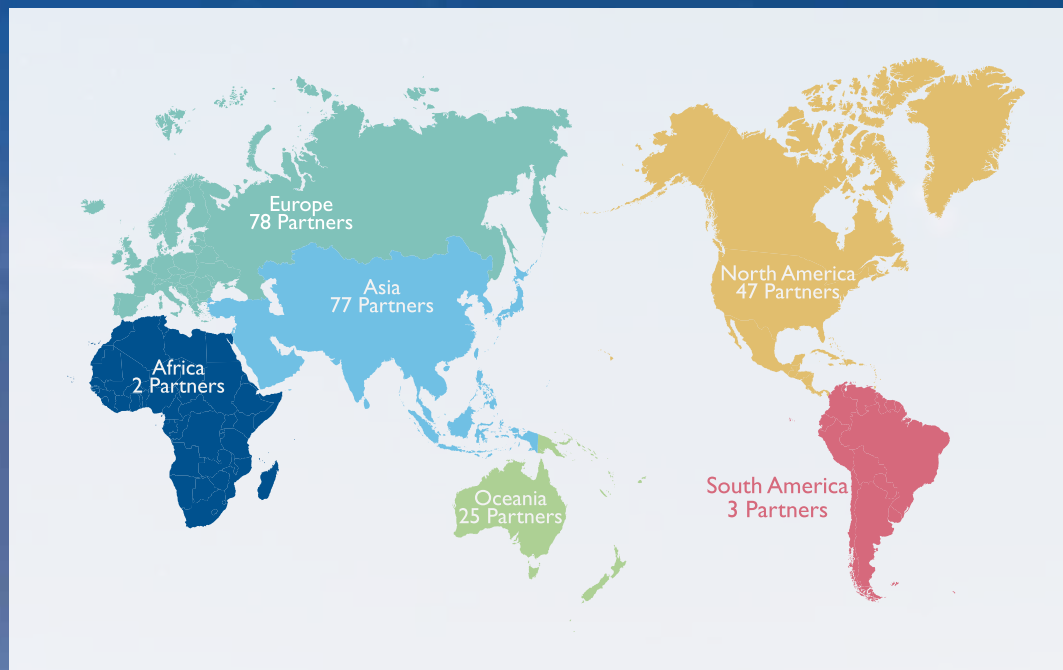 Europe
78 Partners
Asia
77 Partners
North America
47 Partners
Africa
2 Partners
Oceania
25 Partners
South America
3 Partners